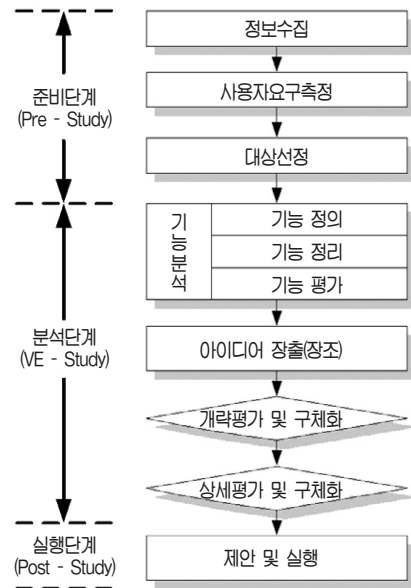 정보수집
준비단계
(Pre - Study)
사용자요구측정
대상선정
기능분석
기능 정의
기능 정리
기능 평가
분석단계
(VE - Study)
아이디어 장출(장조)
개략평가 및 구체화
상세평가 및 구체화
실행단계
(Post - Study)
제안 및 실행